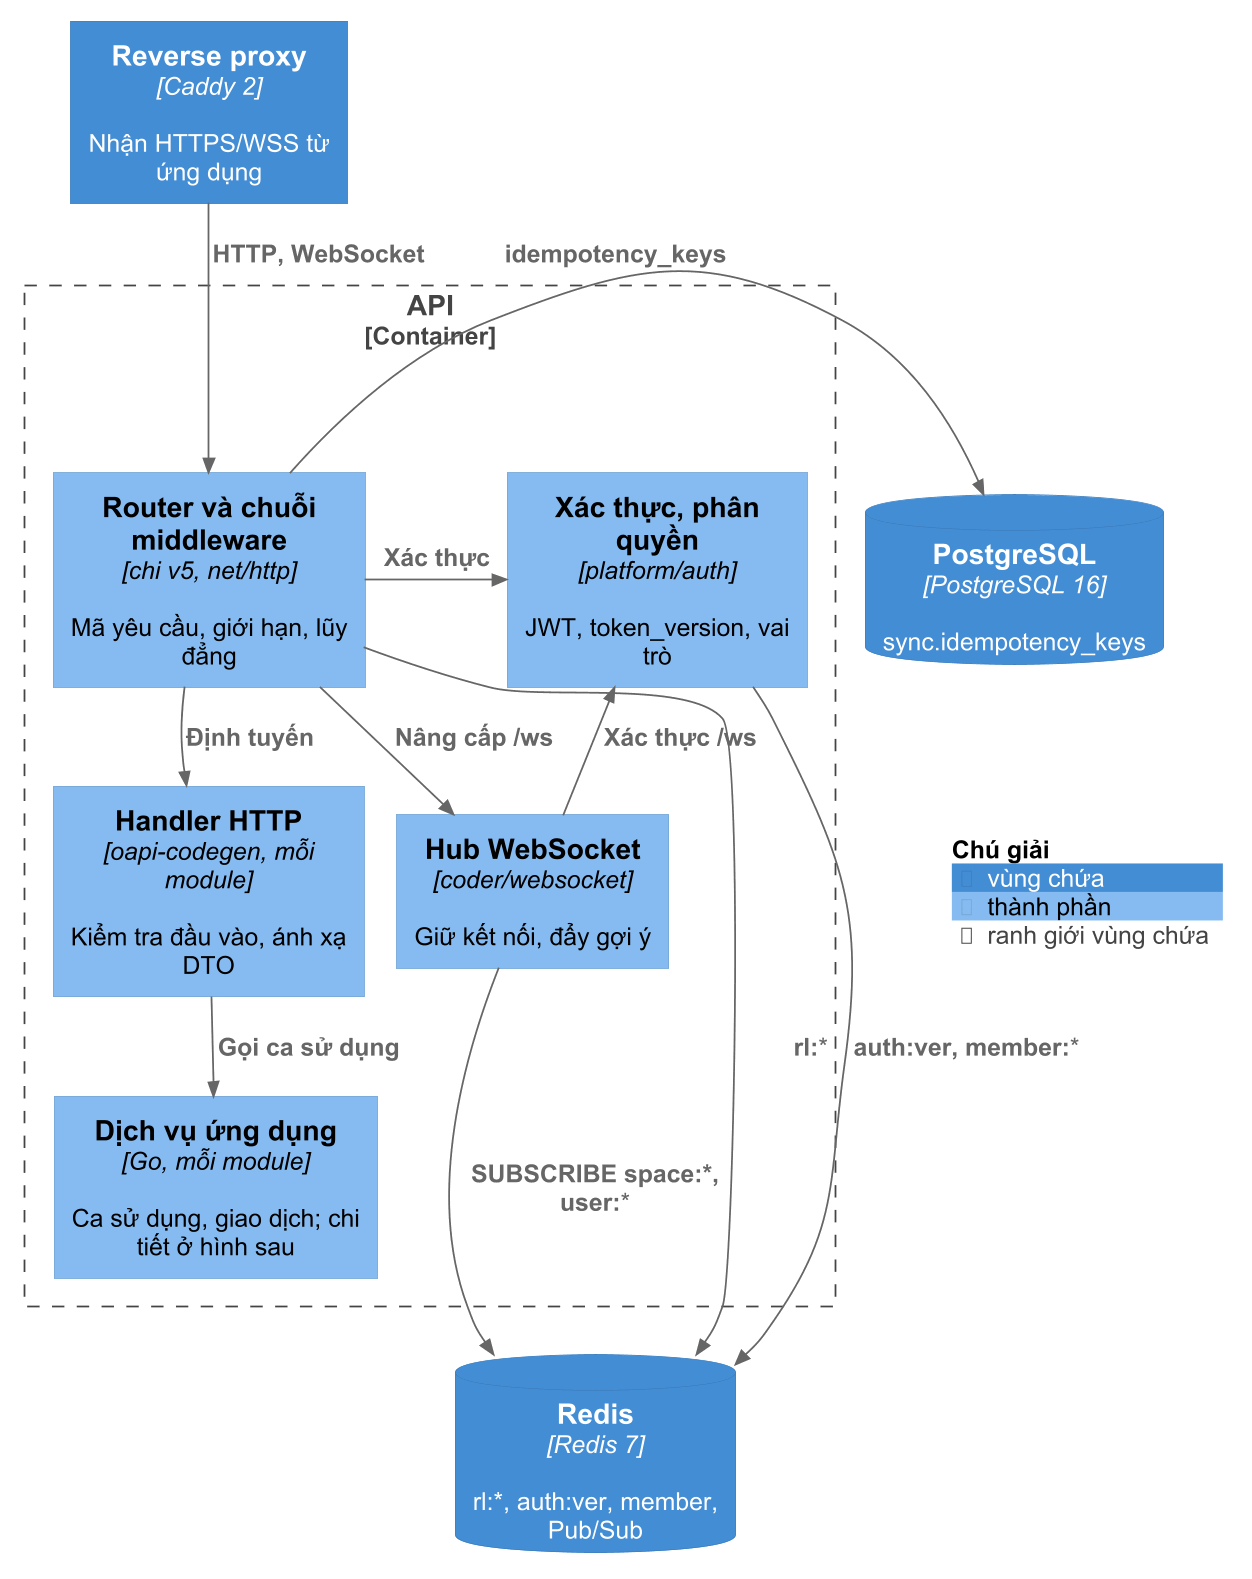 Reverse proxy
[Caddy 2]
Nhận HTTPS/WSS từ
ứng dụng
HTTP, WebSocket
idempotency_keys
API
[Container]
Router và chuỗi
middleware
[chi v5, net/http]
Mã yêu cầu, giới hạn, lũy
đẳng
Xác thực
Xác thực, phân
quyền
[platform/auth]
JWT, token_version, vai
trò
PostgreSQL
[PostgreSQL 16]
sync.idempotency_keys
Định tuyến
Nâng cấp /ws
Xác thực /ws
Handler HTTP
[oapi-codegen, mỗi
module]
Kiểm tra đầu vào, ánh xạ
DTO
Hub WebSocket
[coder/websocket]
Giữ kết nối, đẩy gợi ý
Chú giải
vùng chứa
thành phần
ranh giới vùng chứa
Gọi ca sử dụng
rl:*
auth:ver, member:*
Dịch vụ ứng dụng
[Go, mỗi module]
Ca sử dụng, giao dịch; chi
tiết ở hình sau
SUBSCRIBE space:*,
user:*
Redis
[Redis 7]
rl:*, auth:ver, member,
Pub/Sub